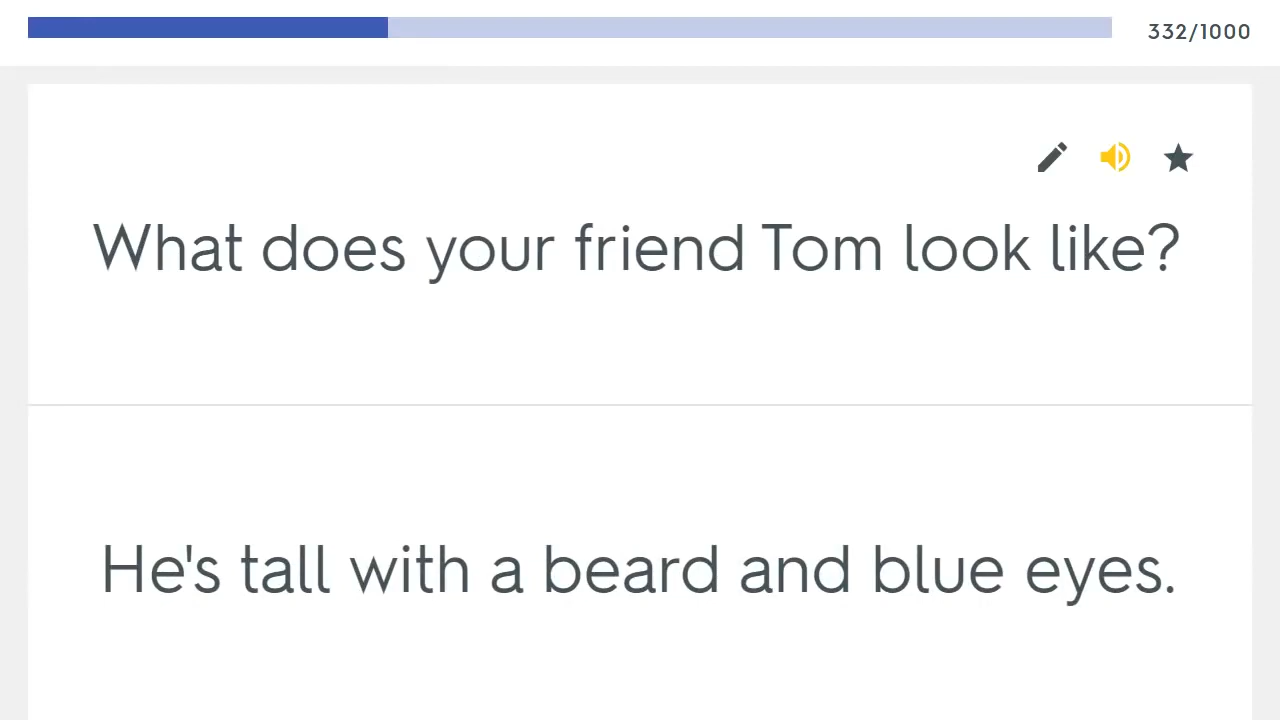 332/1000
What does your friend Tom look like?
He's tall with a beard and blue eyes.